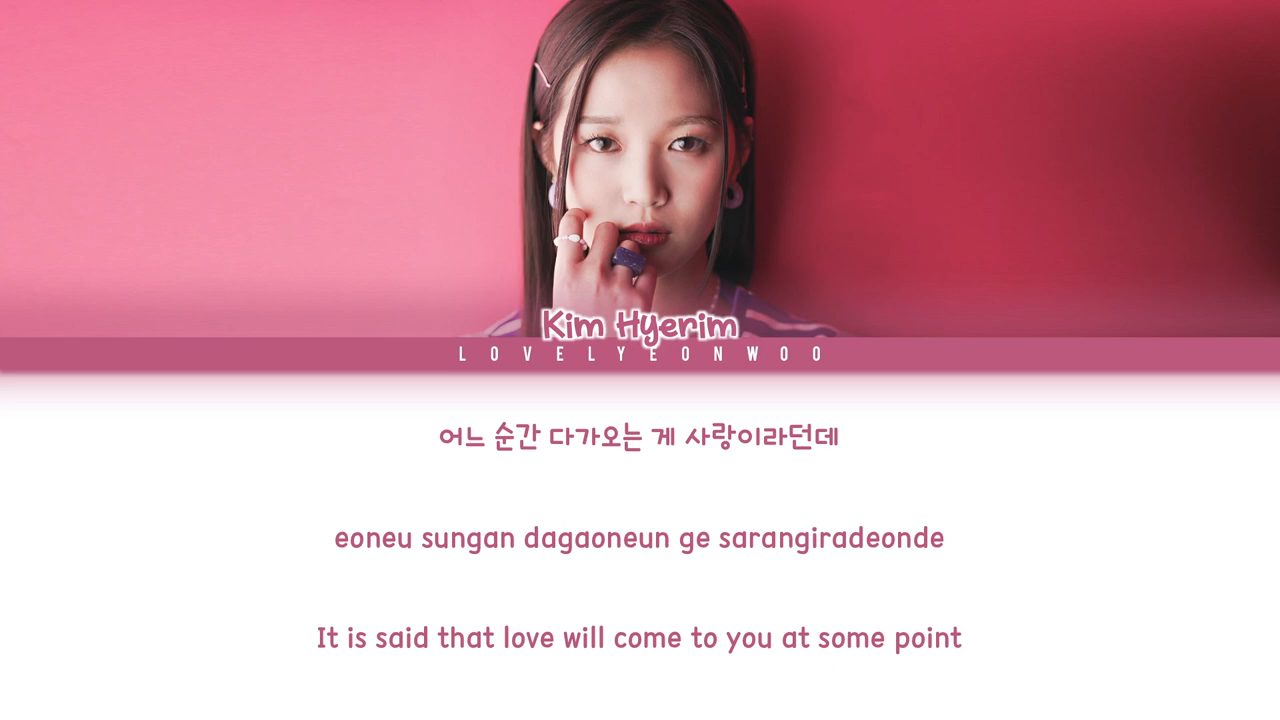 Kim Hyerim
LOVELYEONWOO
어느 순간 다가오는 게 사랑이라던데
eoneu sungan dagaoneun ge sarangiradeonde
It is said that love will come to you at some point